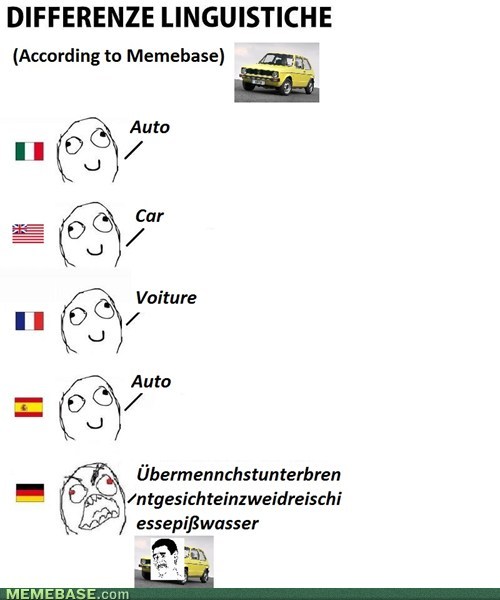 DIFFERENZE LINGUISTICHE
(According to Memebase)
Auto
Car
Voiture
Auto
Übermennchstunterbren
ntgesichteinzweidreischi
essepißwasser
MEMEBASE.com